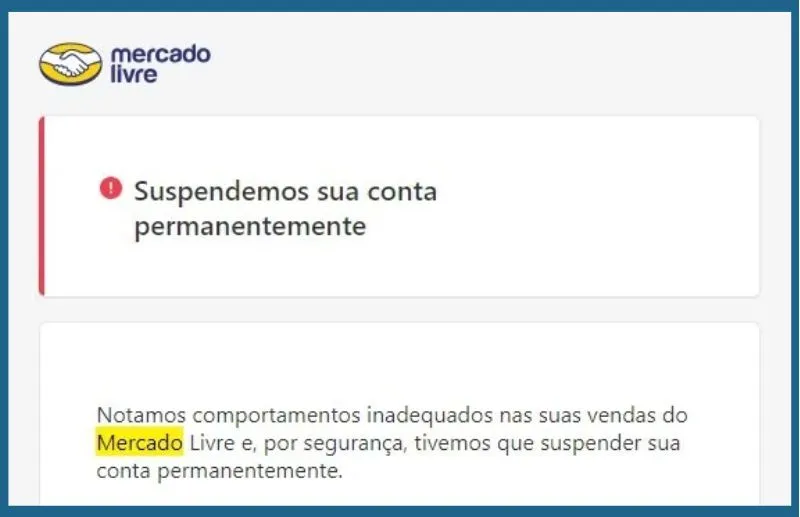 mercado
livre
Suspendemos sua conta
permanentemente
Notamos comportamentos inadequados nas suas vendas do
Mercado Livre e, por segurança, tivemos que suspender sua
conta permanentemente.